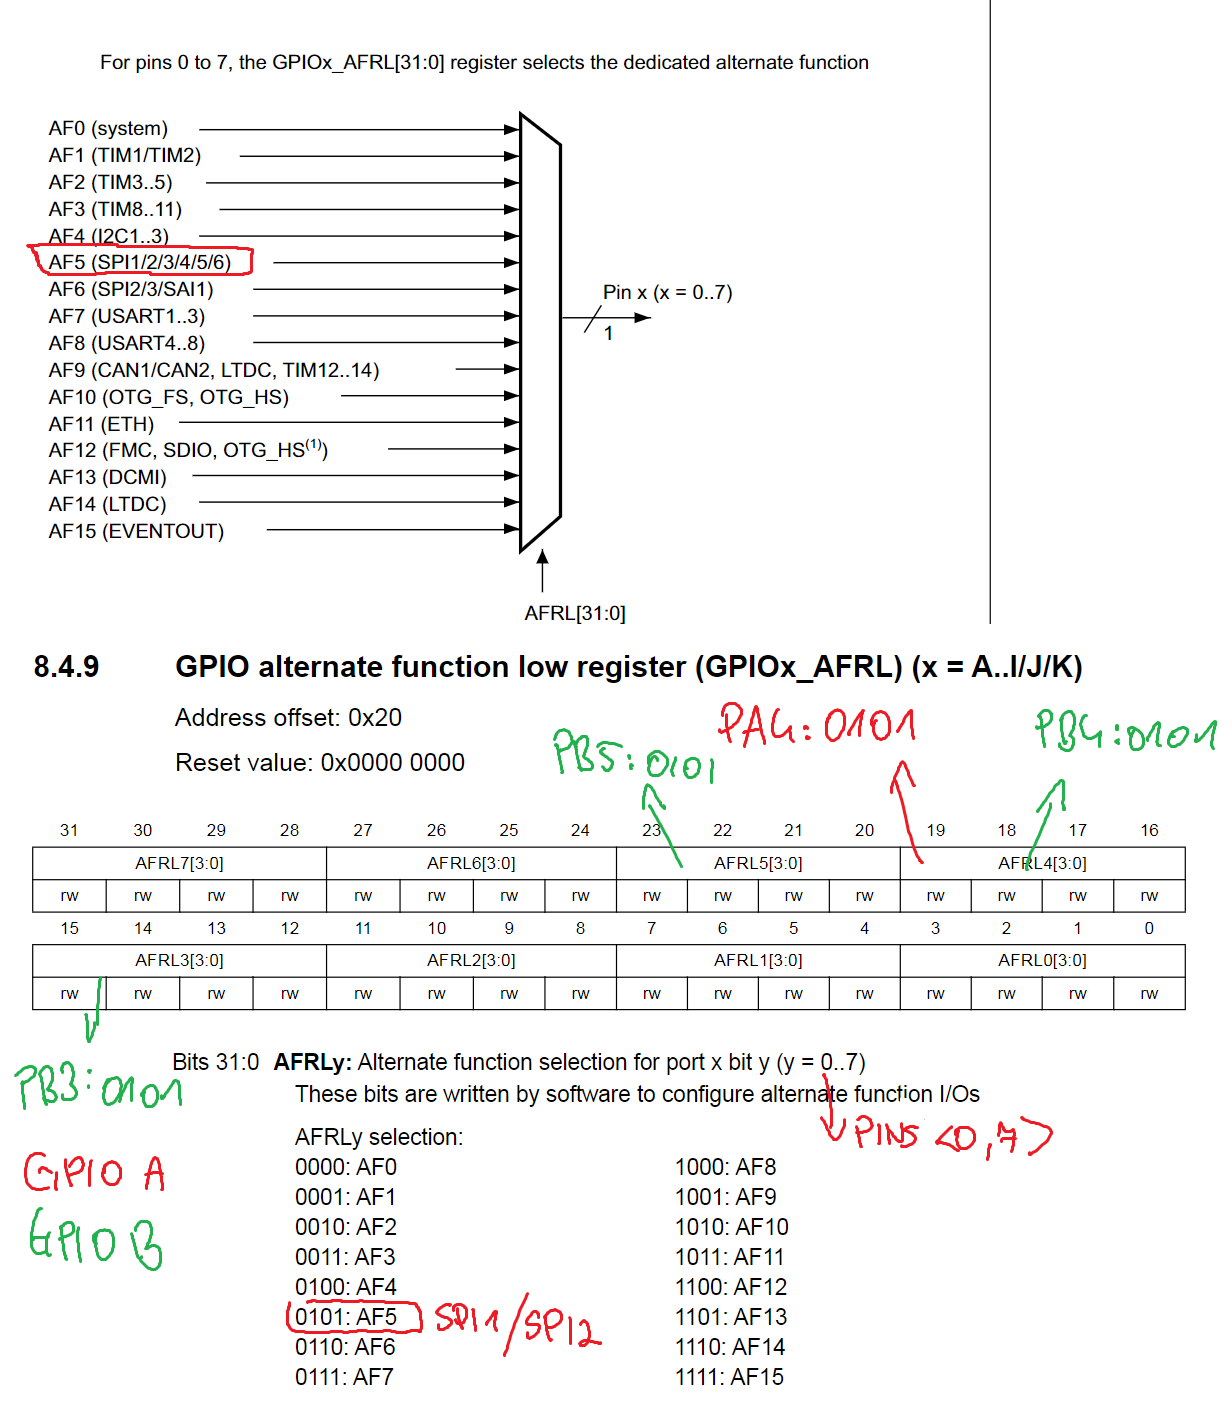 For pins 0 to 7, the GPIOx_AFRL[31:0] register selects the dedicated alternate function
AF0 (system)
AF1 (TIM1/TIM2)
AF2 (TIM3..5)
AF3 (TIM8..11)
AF4 (I2C1..3)
AF5 (SPI1/2/3/4/5/6)
AF6 (SPI2/3/SAI1)
AF7 (USART1..3)
AF8 (USART4..8)
AF9 (CAN1/CAN2, LTDC, TIM12..14)
AF10 (OTG_FS, OTG_HS)
AF11 (ETH)
AF12 (FMC, SDIO, OTG_HS(1))
AF13 (DCMI)
AF14 (LTDC)
AF15 (EVENTOUT)
Pin x (x = 0..7)
1
AFRL[31:0]
8.4.9 GPIO alternate function low register (GPIOx_AFRL) (x = A..I/J/K)
Address offset: 0x20
Reset value: 0x0000 0000
PB5:0101
PA4:0101
PB4:0101
31 30 29 28 27 26 25 24 23 22 21 20 19 18 17 16
AFRL7[3:0] AFRL6[3:0] AFRL5[3:0] AFRL4[3:0]
rw rw rw rw rw rw rw rw rw rw rw rw rw rw rw rw
15 14 13 12 11 10 9 8 7 6 5 4 3 2 1 0
AFRL3[3:0] AFRL2[3:0] AFRL1[3:0] AFRL0[3:0]
rw rw rw rw rw rw rw rw rw rw rw rw rw rw rw rw
PB3:0101
Bits 31:0 AFRLy: Alternate function selection for port x bit y (y = 0..7)
These bits are written by software to configure alternate function I/Os
PINS <0,7>
GPIO A
GPIO B
AFRLy selection:
0000: AF0
0001: AF1
0010: AF2
0011: AF3
0100: AF4
0101: AF5 SPI1/SPI2
0110: AF6
0111: AF7
1000: AF8
1001: AF9
1010: AF10
1011: AF11
1100: AF12
1101: AF13
1110: AF14
1111: AF15